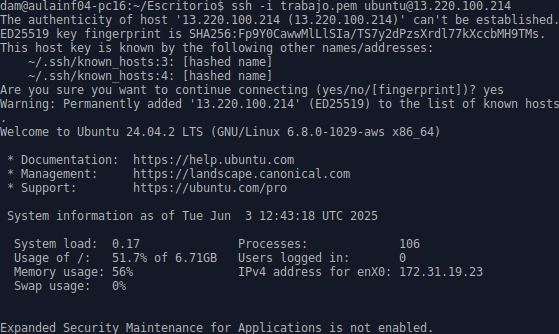 dam@aulainf04-pc16:~/Escritorio$ ssh -i trabajo.pem ubuntu@13.220.100.214
The authenticity of host '13.220.100.214 (13.220.100.214)' can't be established.
ED25519 key fingerprint is SHA256:Fp9Y0CawwMlLlSIa/TS7y2dPzsXrdl77kXccbMH9TMs.
This host key is known by the following other names/addresses:
    ~/.ssh/known_hosts:3: [hashed name]
    ~/.ssh/known_hosts:4: [hashed name]
Are you sure you want to continue connecting (yes/no/[fingerprint])? yes
Warning: Permanently added '13.220.100.214' (ED25519) to the list of known hosts
.
Welcome to Ubuntu 24.04.2 LTS (GNU/Linux 6.8.0-1029-aws x86_64)

 * Documentation:  https://help.ubuntu.com
 * Management:     https://landscape.canonical.com
 * Support:        https://ubuntu.com/pro

 System information as of Tue Jun  3 12:43:18 UTC 2025

  System load:  0.17               Processes:             106
  Usage of /:   51.7% of 6.71GB   Users logged in:       0
  Memory usage: 56%                IPv4 address for enX0: 172.31.19.23
  Swap usage:   0%

Expanded Security Maintenance for Applications is not enabled.